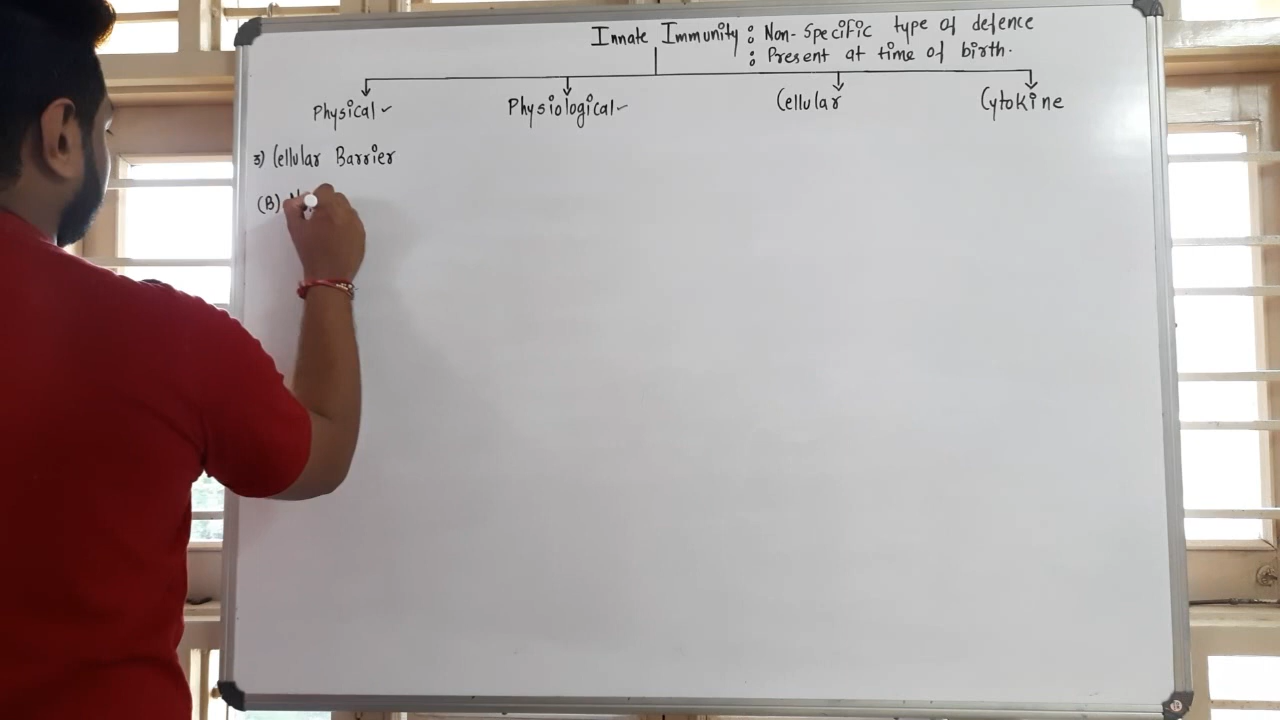 Innate Immunity : Non-Specific type of defence
: Present at time of birth.
Physical ✓ Physiological ✓ Cellular Cytokine
3) Cellular Barrier
(B)